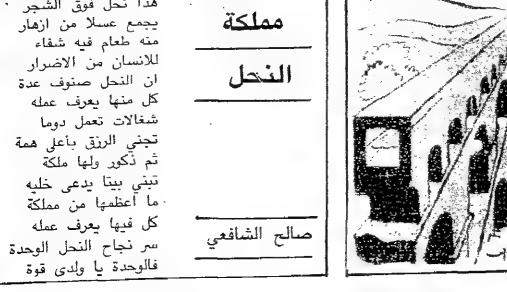 مملكة
النحل
صالح الشافعي
هذا نحل فوق الشجر
يجمع عسلا من ازهار
منه طعام فيه شفاء
للانسان من الاضرار
ان النحل صنوف عدة
كل منها يعرف عمله
شغالات تعمل دوما
تجني الرزق بأعلى همة
ثم ذكور ولها ملكة
تبني بيتا يدعى خليه
ما أعظمها من مملكة
كل فيها يعرف عمله
سر نجاح النحل الوحدة
فالوحدة يا ولدى قوة